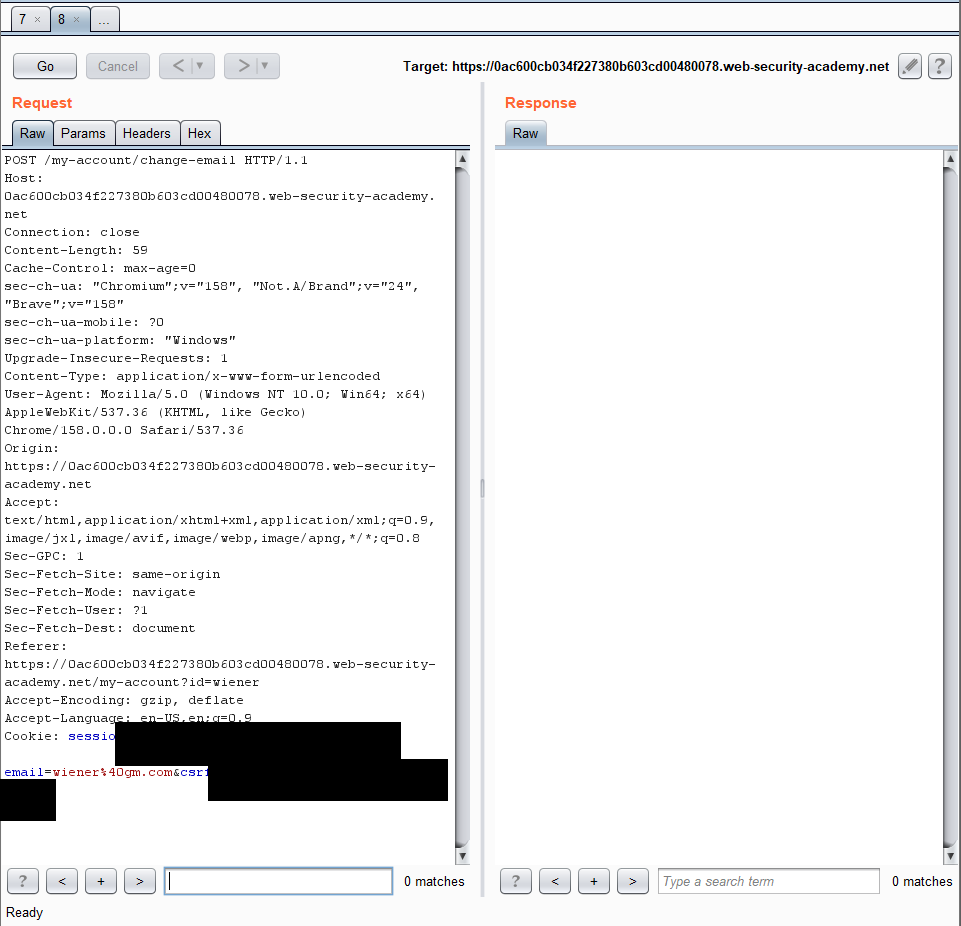 7 × 8 × ...
Go Cancel < ▼ > ▼ Target: https://0ac600cb034f227380b603cd00480078.web-security-academy.net ?
Request
Raw Params Headers Hex
POST /my-account/change-email HTTP/1.1
Host:
0ac600cb034f227380b603cd00480078.web-security-academy.
net
Connection: close
Content-Length: 59
Cache-Control: max-age=0
sec-ch-ua: "Chromium";v="158", "Not.A/Brand";v="24",
"Brave";v="158"
sec-ch-ua-mobile: ?0
sec-ch-ua-platform: "Windows"
Upgrade-Insecure-Requests: 1
Content-Type: application/x-www-form-urlencoded
User-Agent: Mozilla/5.0 (Windows NT 10.0; Win64; x64)
AppleWebKit/537.36 (KHTML, like Gecko)
Chrome/158.0.0.0 Safari/537.36
Origin:
https://0ac600cb034f227380b603cd00480078.web-security-
academy.net
Accept:
text/html,application/xhtml+xml,application/xml;q=0.9,
image/jxl,image/avif,image/webp,image/apng,*/*;q=0.8
Sec-GPC: 1
Sec-Fetch-Site: same-origin
Sec-Fetch-Mode: navigate
Sec-Fetch-User: ?1
Sec-Fetch-Dest: document
Referer:
https://0ac600cb034f227380b603cd00480078.web-security-
academy.net/my-account?id=wiener
Accept-Encoding: gzip, deflate
Accept-Language: en-US,en;q=0.9
Cookie: sessio
email=wiener%40gm.com&csrf
? < + > 0 matches
Response
Raw
? < + > Type a search term 0 matches
Ready